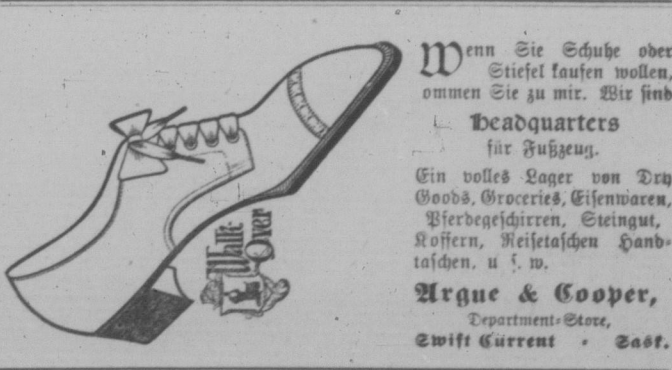 Walk-
Over
Wenn Sie Schuhe oder
Stiefel kaufen wollen,
ommen Sie zu mir. Wir sind
Headquarters
für Fußzeug.
Ein volles Lager von Dry
Goods, Groceries, Eisenwaren,
Pferdegeschirren, Steingut,
Koffern, Reisetaschen Hand-
taschen, u s. w.
Argue & Cooper,
Department-Store,
Swift Current - Sask.